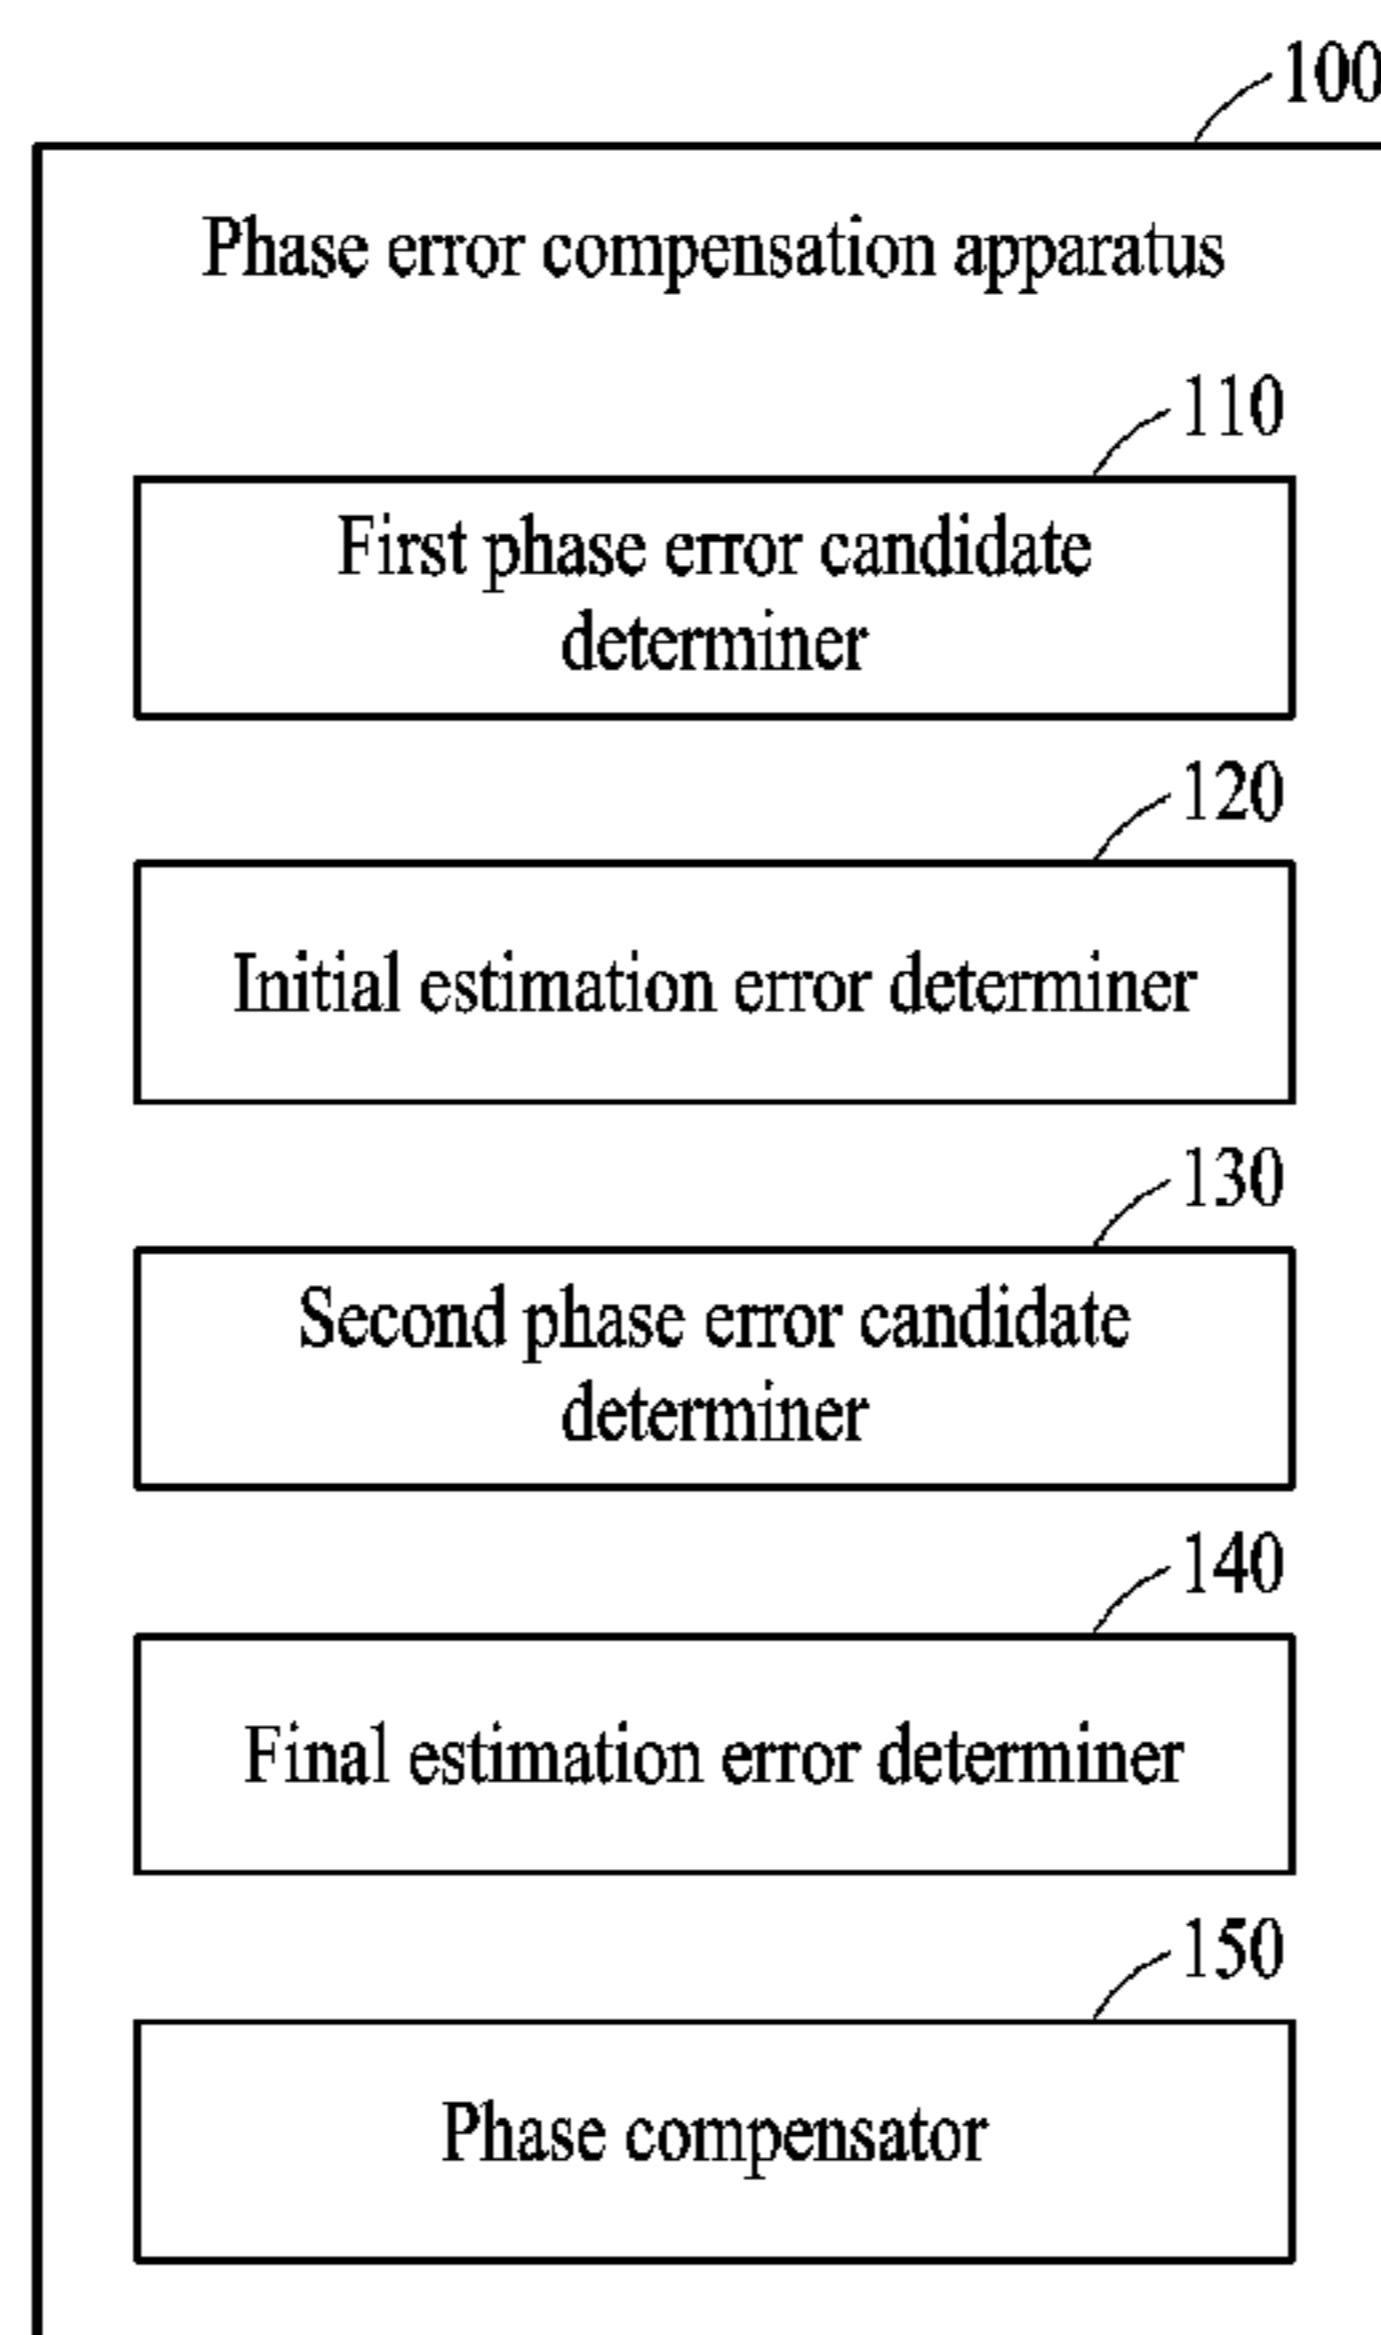 100
Phase error compensation apparatus
110
First phase error candidate
determiner
120
Initial estimation error determiner
130
Second phase error candidate
determiner
140
Final estimation error determiner
150
Phase compensator